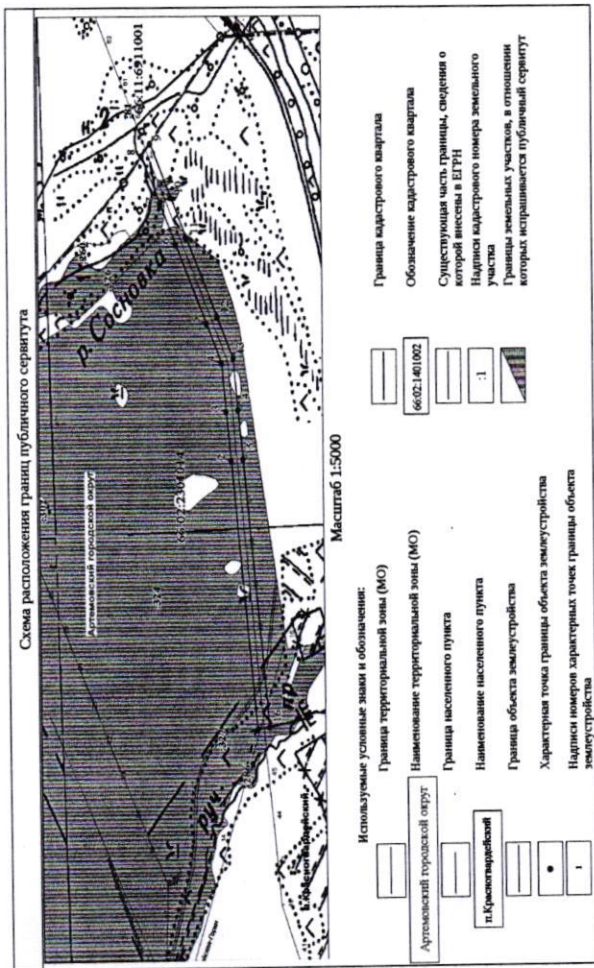 Схема расположения границ публичного сервитута
Артемовский городской округ
р. Сосновка
руч.
пр
п.Красногвардейский
Масштаб 1:5000
Используемые условные знаки и обозначения:
Граница территориальной зоны (МО)
Артемовский городской округ
Наименование территориальной зоны (МО)
Граница населенного пункта
п.Красногвардейский
Наименование населенного пункта
Граница объекта землеустройства
Характерная точка границы объекта землеустройства
1
Надписи номеров характерных точек границы объекта
землеустройства
Граница кадастрового квартала
66:02:1401002
Обозначение кадастрового квартала
Существующая часть границы, сведения о
которой внесены в ЕГРН
:1
Надписи кадастрового номера земельного
участка
Границы земельных участков, в отношении
которых испрашивается публичный сервитут